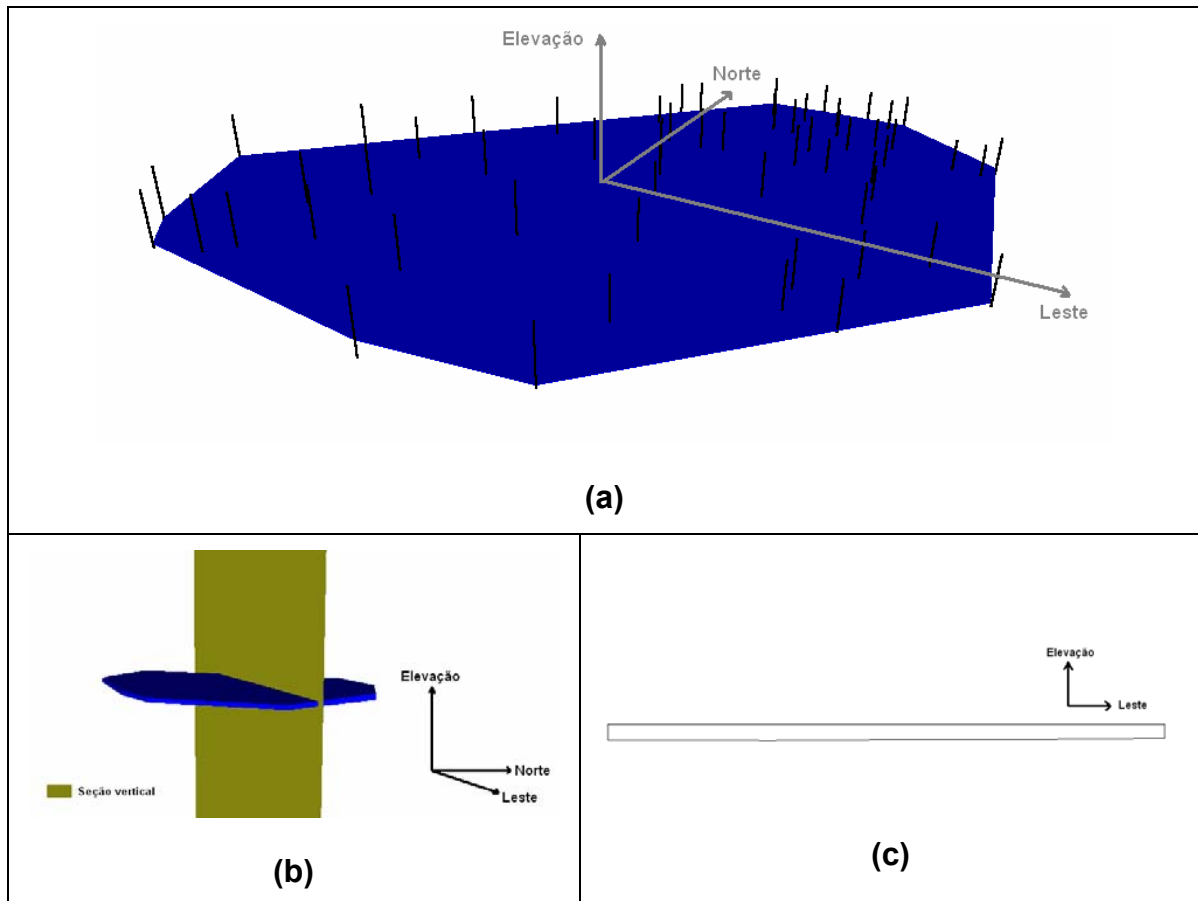 Elevação
Norte
Leste
(a)
Elevação
Norte
Leste
Seção vertical
(b)
Elevação
Leste
(c)